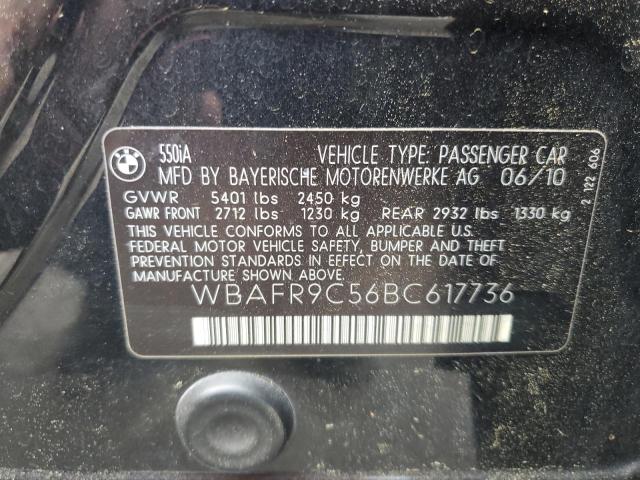 BMW
550iA VEHICLE TYPE: PASSENGER CAR
MFD BY BAYERISCHE MOTORENWERKE AG 06/10
GVWR 5401 lbs 2450 kg
GAWR FRONT 2712 lbs 1230 kg REAR 2932 lbs 1330 kg
THIS VEHICLE CONFORMS TO ALL APPLICABLE U.S.
FEDERAL MOTOR VEHICLE SAFETY, BUMPER AND THEFT
PREVENTION STANDARDS IN EFFECT ON THE DATE OF
MANUFACTURE SHOWN ABOVE.
WBAFR9C56BC617736
2 122 606